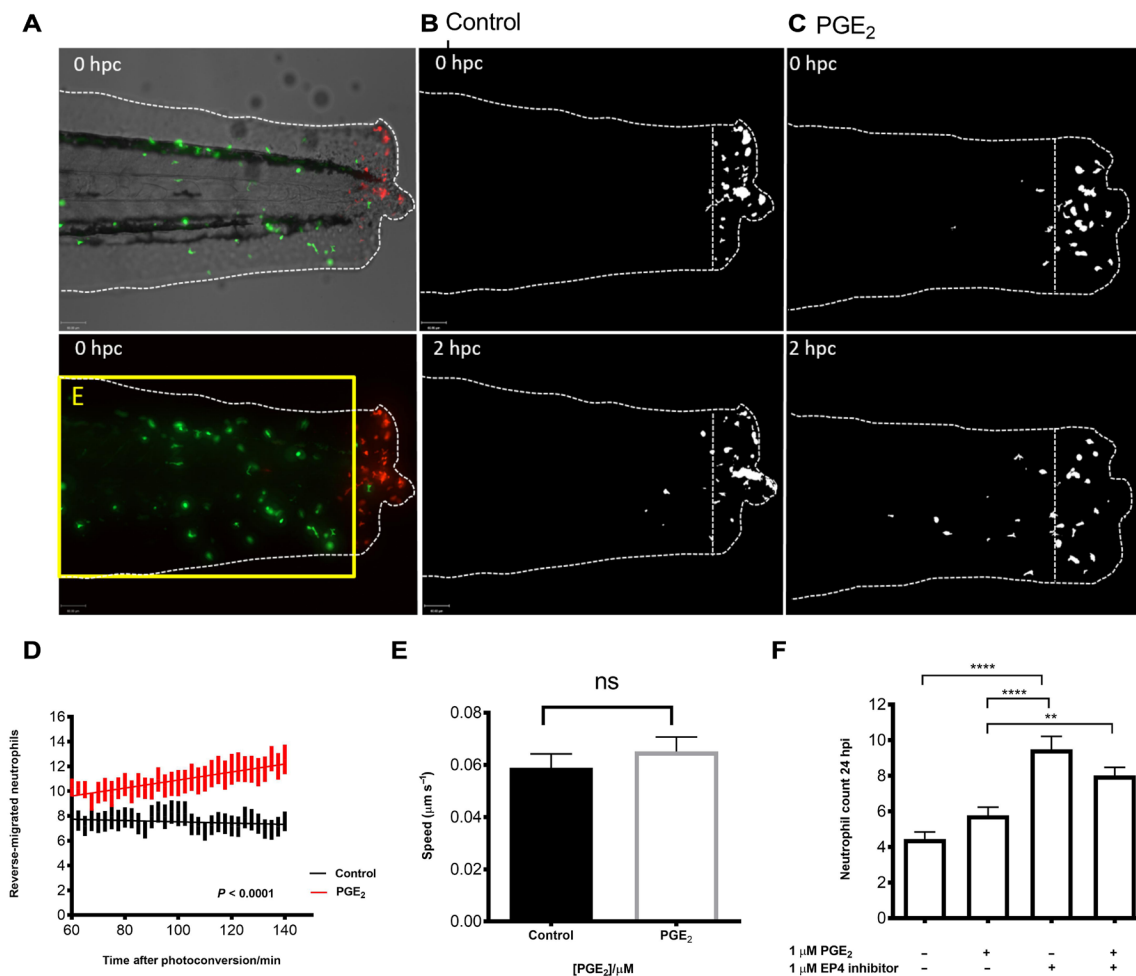 A
B Control
C PGE₂
0 hpc
0 hpc
0 hpc
0 hpc
E
2 hpc
2 hpc
D
16
14
12
10
8
6
4
2
0
60
80
100
120
140
Reverse-migrated neutrophils
Time after photoconversion/min
P < 0.0001
Control
PGE₂
E
ns
0.08
0.06
0.04
0.02
0.00
Speed (μm s⁻¹)
Control
PGE₂
[PGE₂]/μM
F
****
****
**
12
10
8
6
4
2
0
Neutrophil count 24 hpi
1 μM PGE₂ – + – +
1 μM EP4 inhibitor – – + +